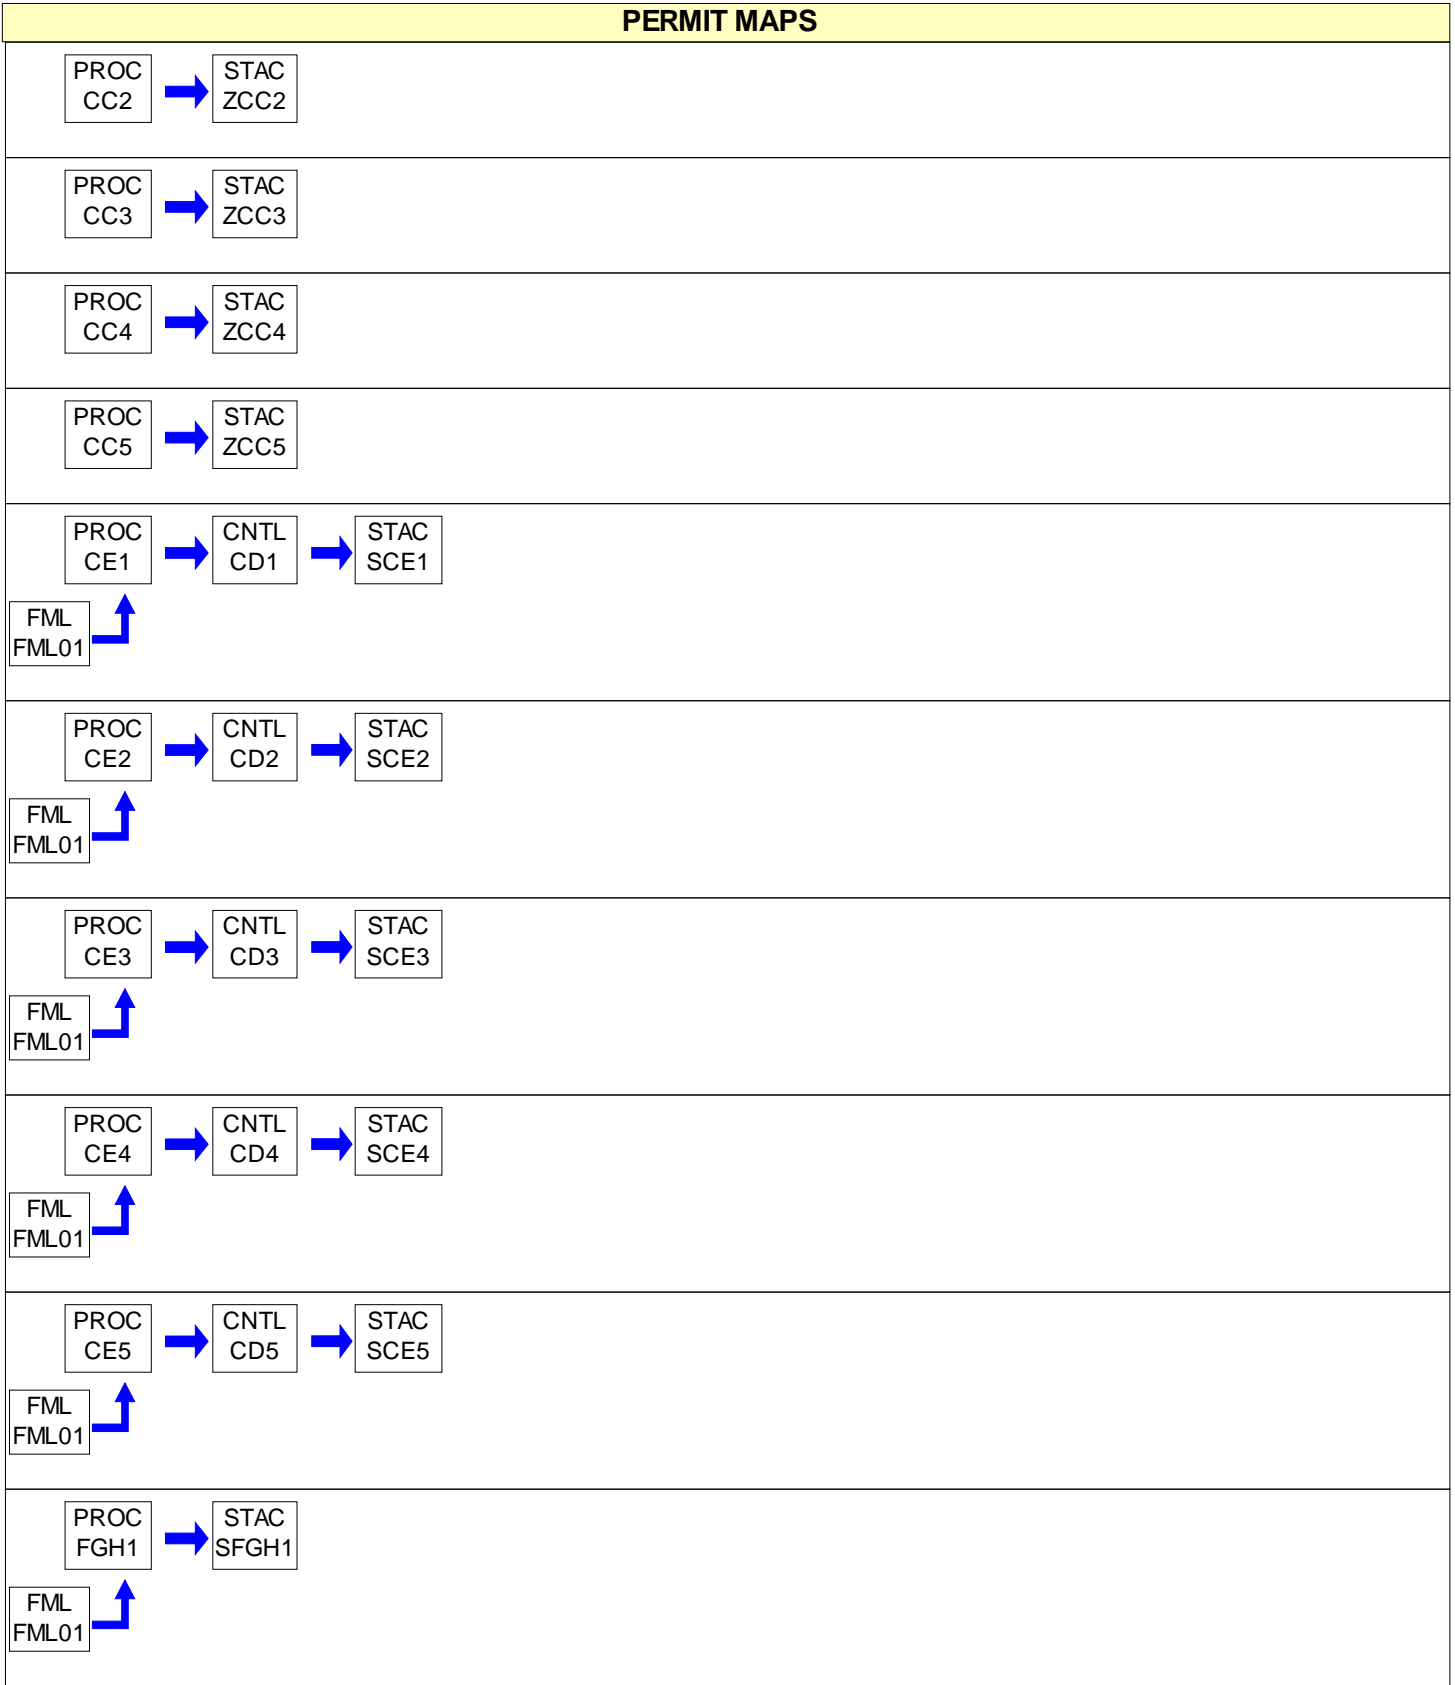 PERMIT MAPS
PROC
CC2
STAC
ZCC2
PROC
CC3
STAC
ZCC3
PROC
CC4
STAC
ZCC4
PROC
CC5
STAC
ZCC5
PROC
CE1
CNTL
CD1
STAC
SCE1
FML
FML01
PROC
CE2
CNTL
CD2
STAC
SCE2
FML
FML01
PROC
CE3
CNTL
CD3
STAC
SCE3
FML
FML01
PROC
CE4
CNTL
CD4
STAC
SCE4
FML
FML01
PROC
CE5
CNTL
CD5
STAC
SCE5
FML
FML01
PROC
FGH1
STAC
SFGH1
FML
FML01